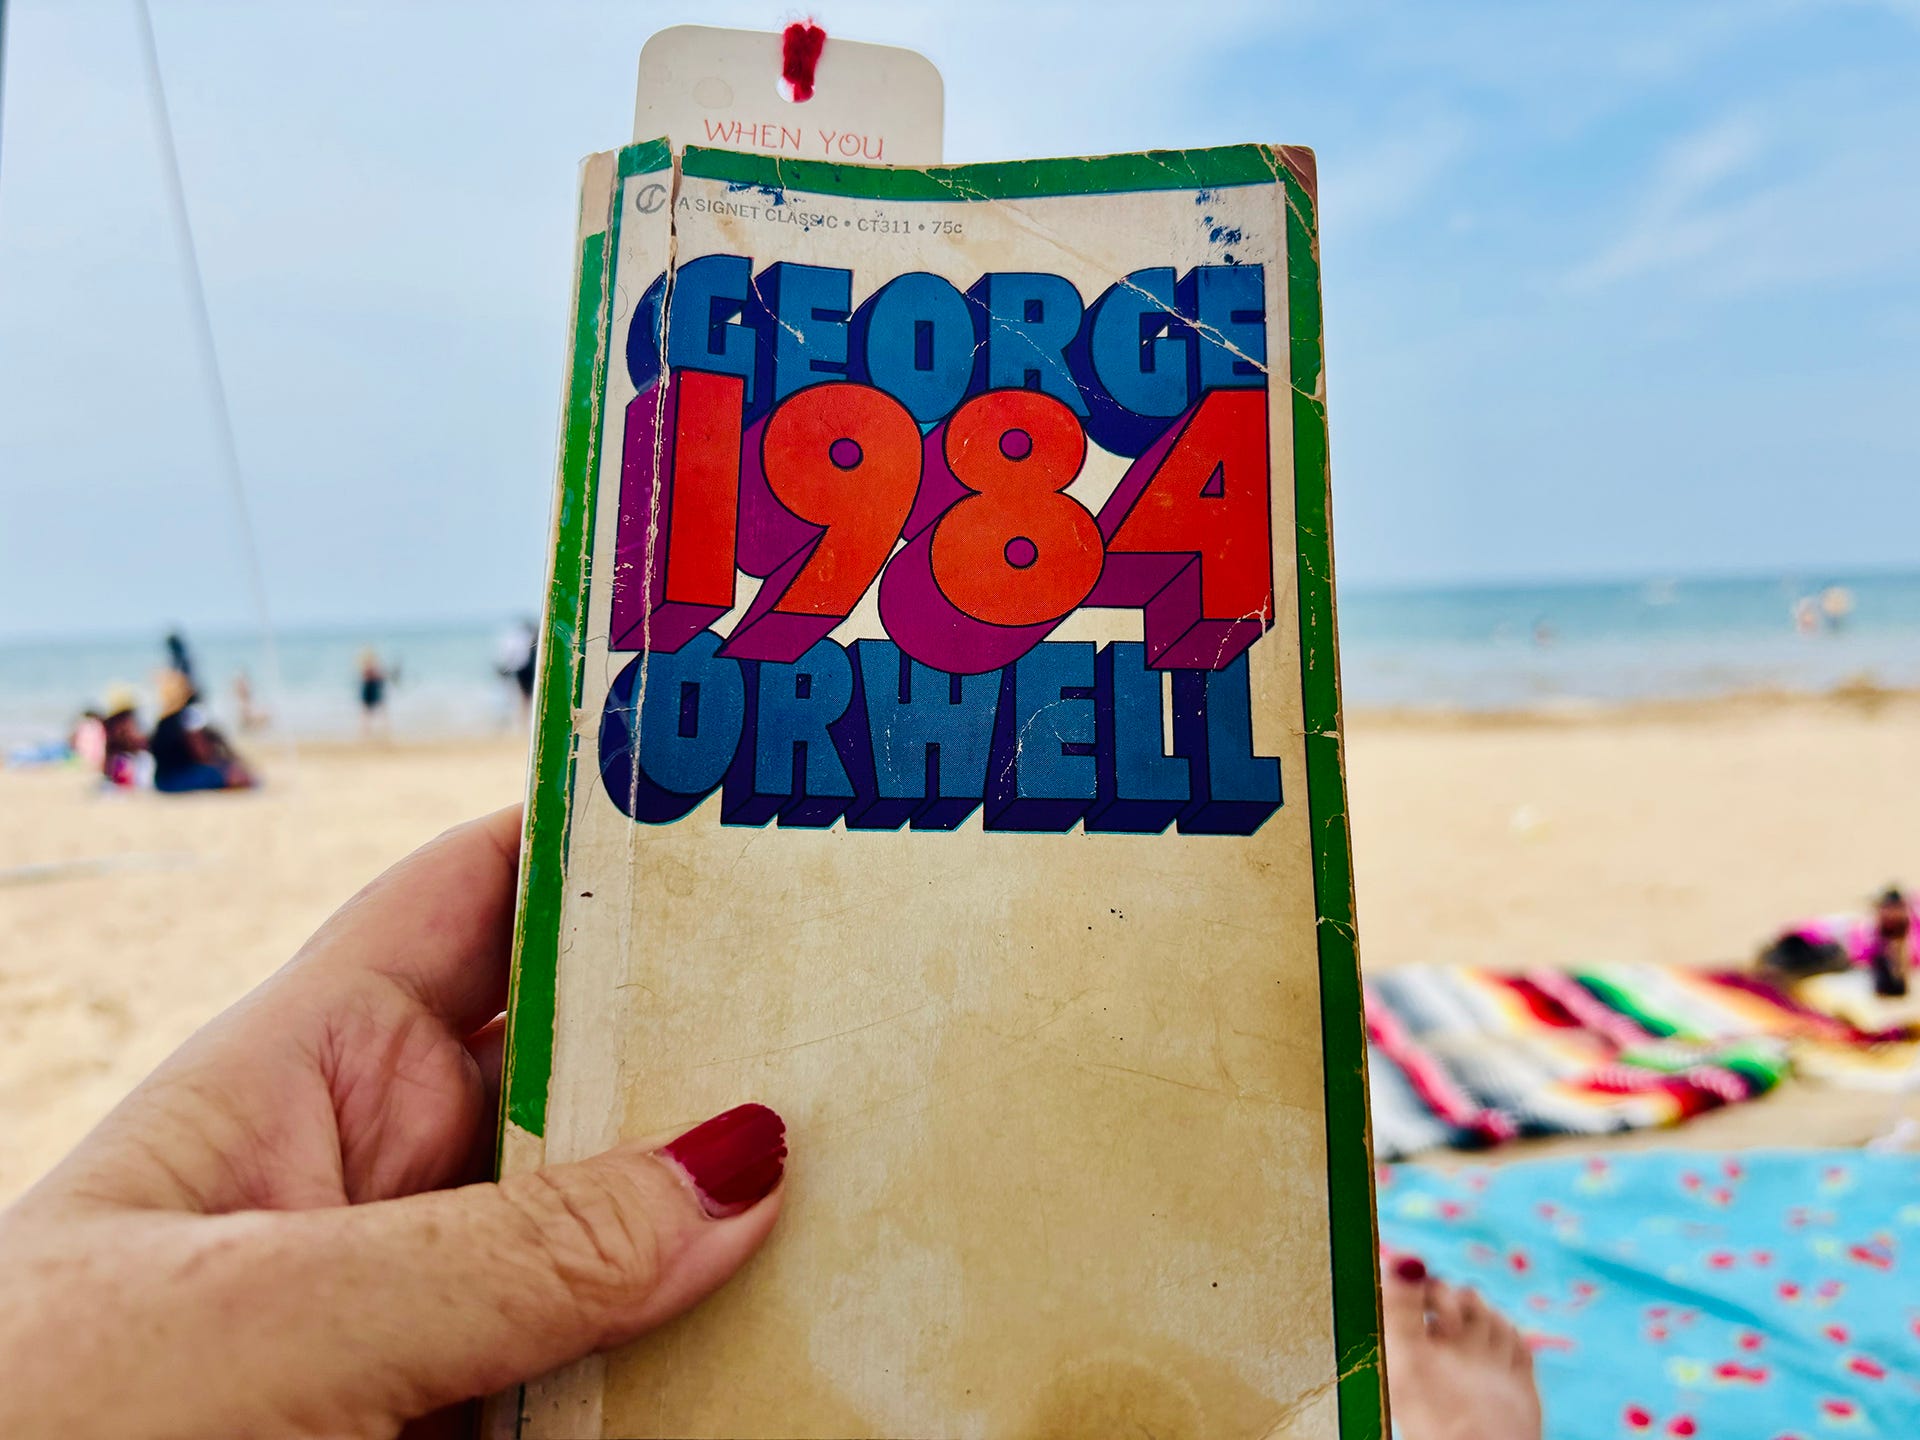 WHEN YOU
A SIGNET CLASSIC • CT311 • 75c
GEORGE
1984
ORWELL